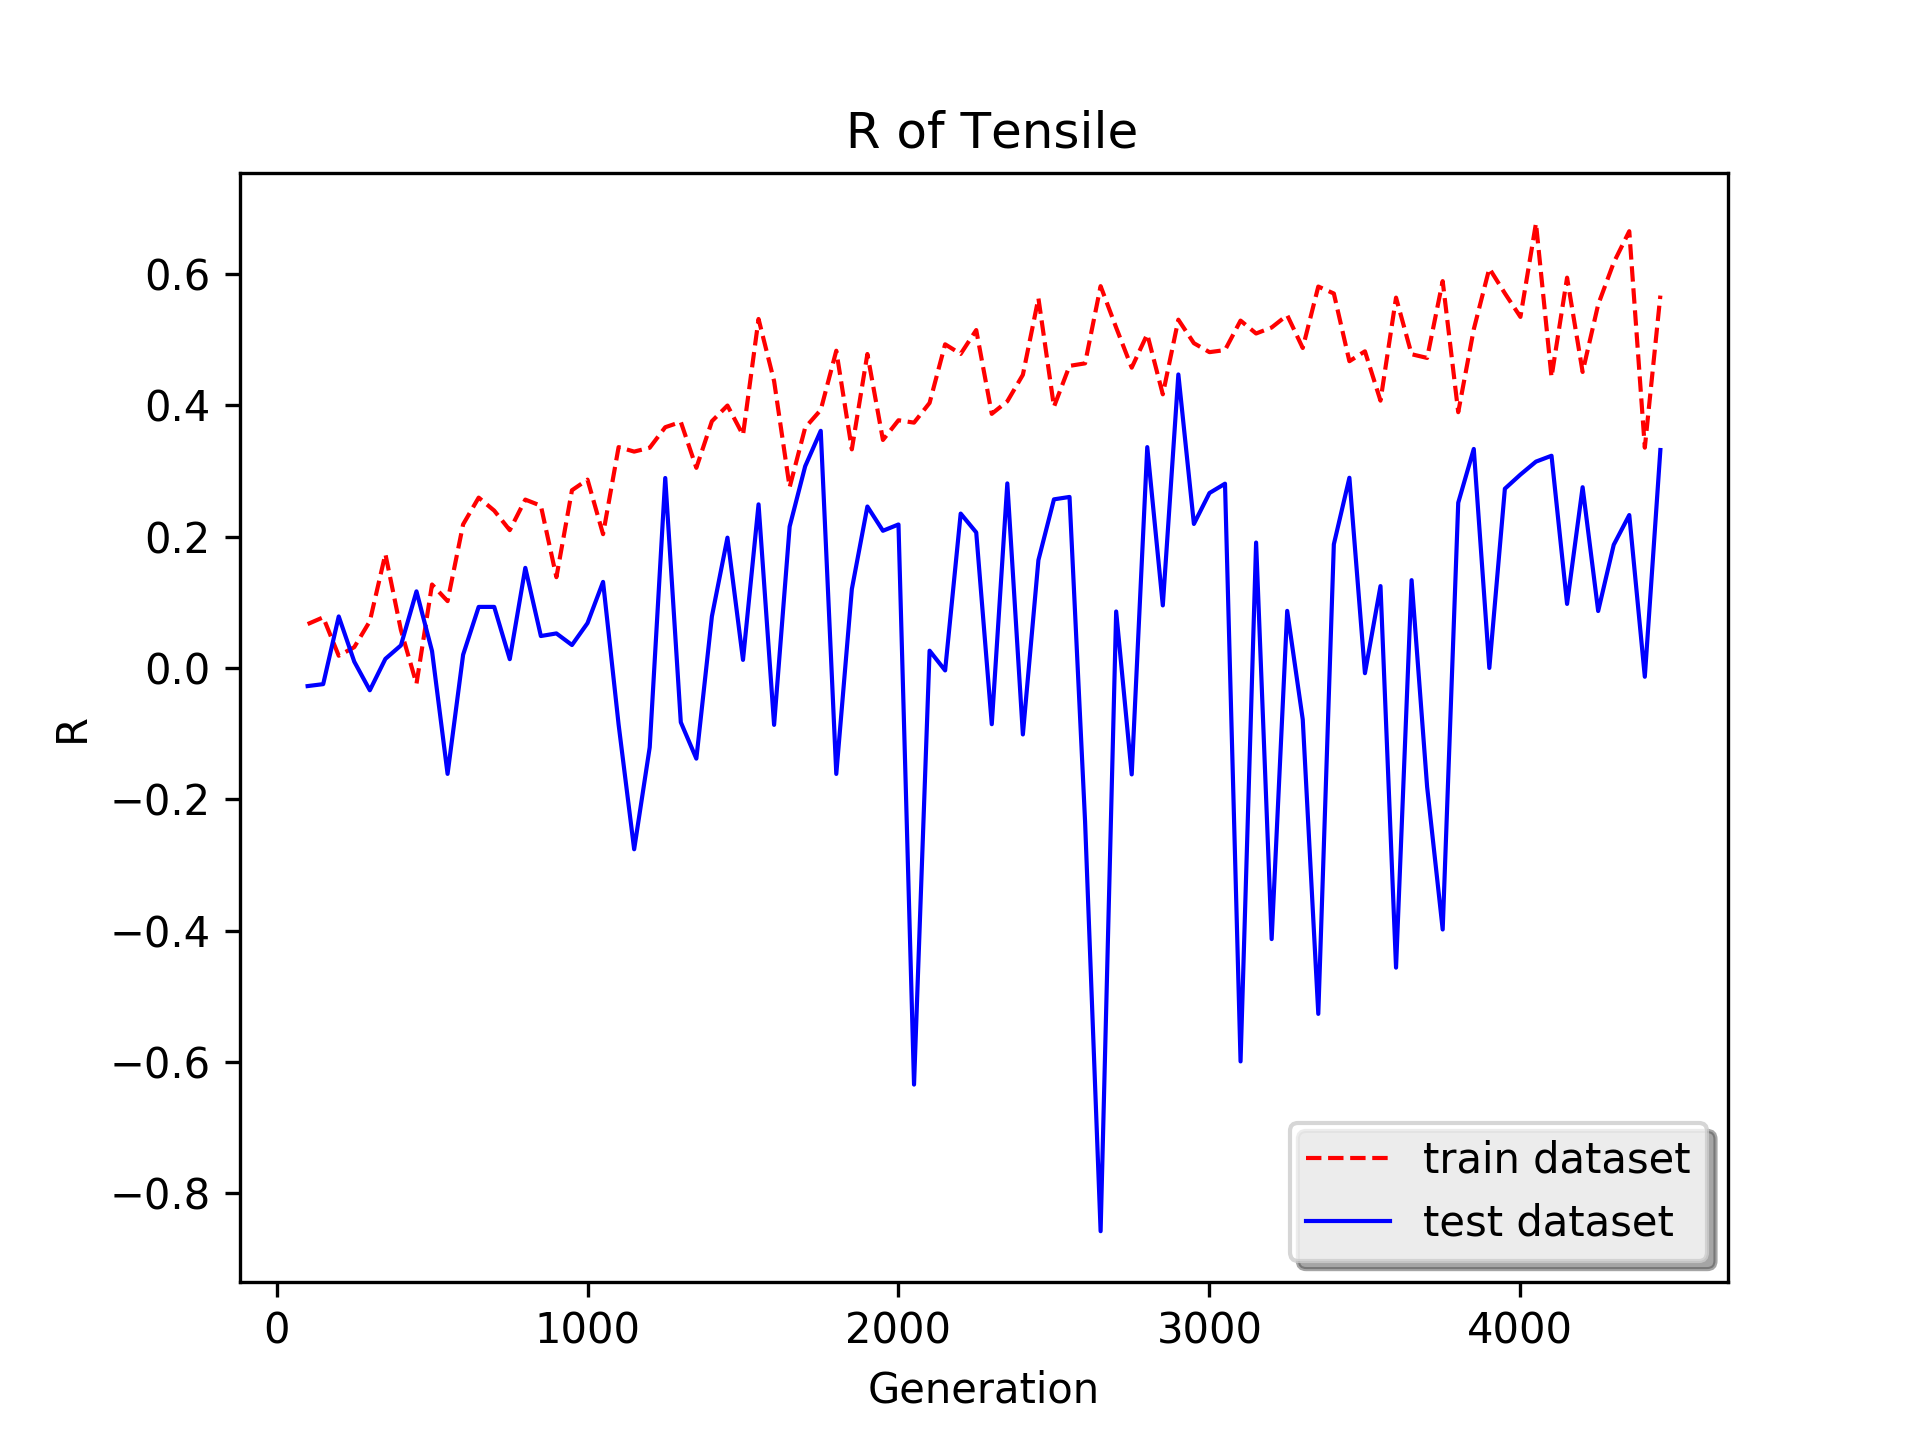 R of Tensile
R
0.6
0.4
0.2
0.0
−0.2
−0.4
−0.6
−0.8
0 1000 2000 3000 4000
Generation
train dataset
test dataset